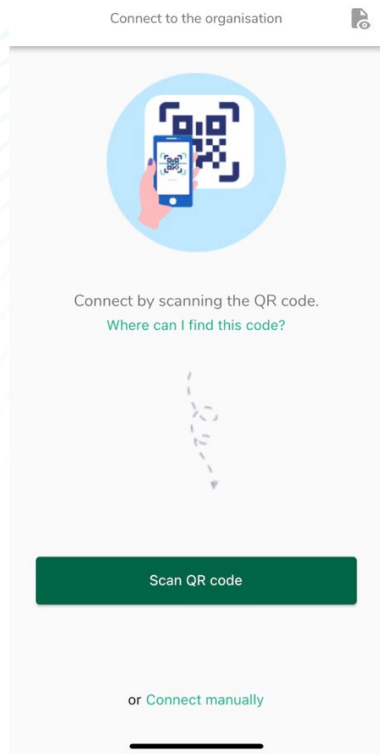 Connect to the organisation
Connect by scanning the QR code.
Where can I find this code?
Scan QR code
or Connect manually